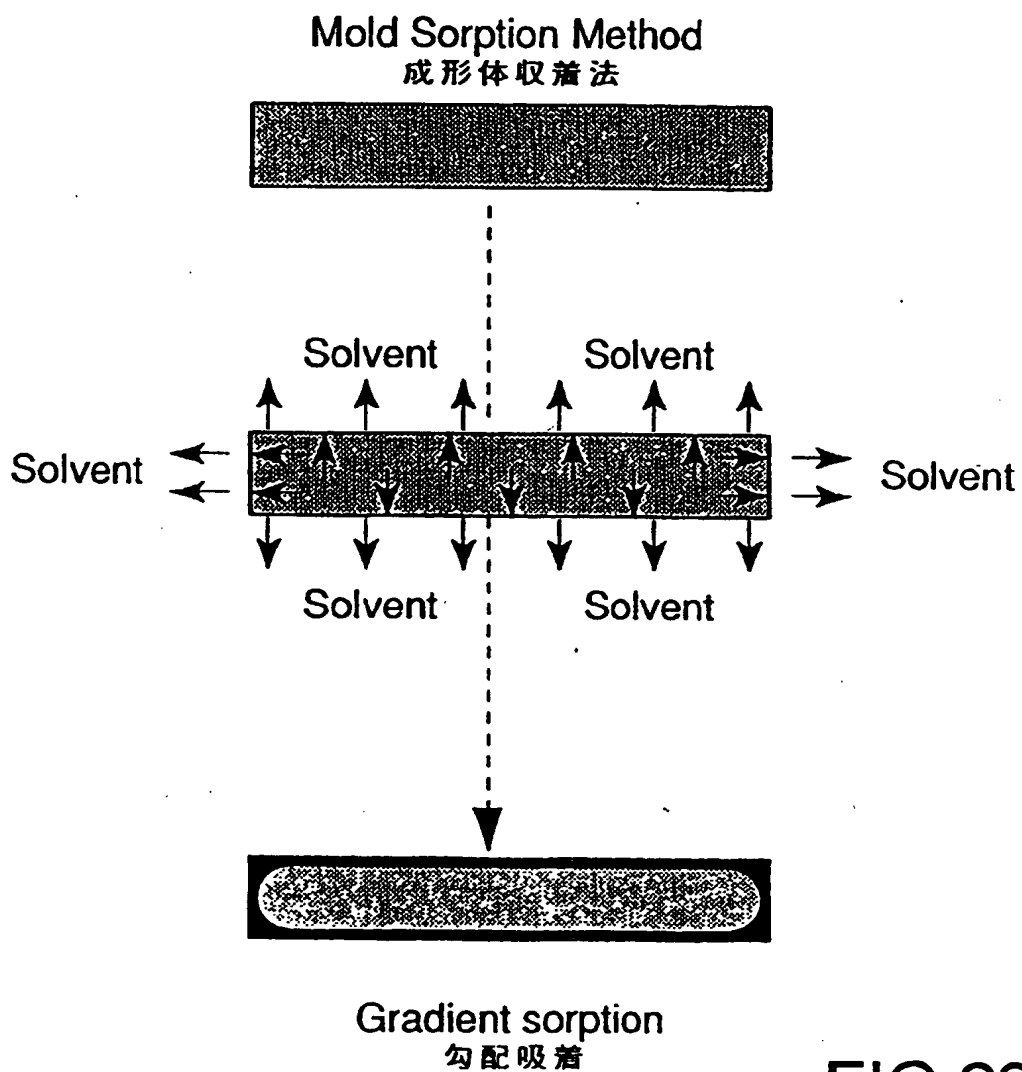 Mold Sorption Method
成形体収着法
Solvent Solvent
Solvent Solvent
Solvent Solvent
Gradient sorption
勾配吸着